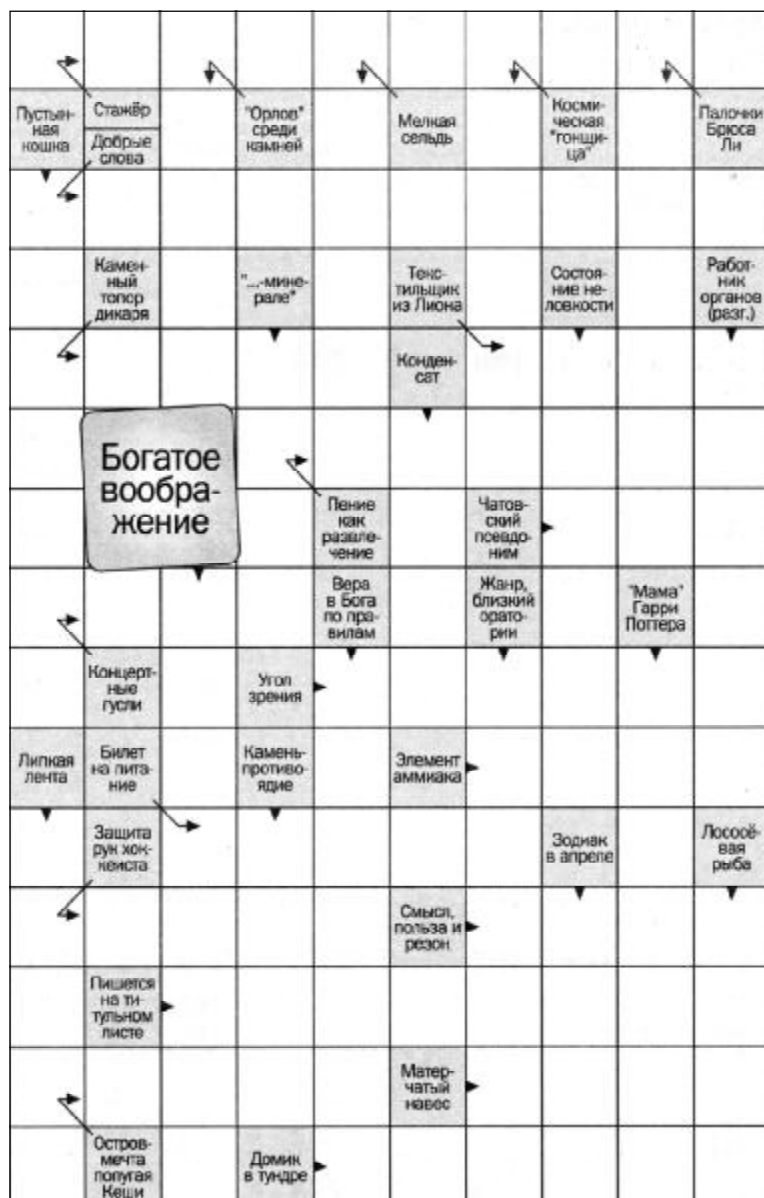 Пустын-
ная
кошка
Стажёр
Добрые
слова
"Орлов"
среди
камней
Мелкая
сельдь
Косми-
ческая
"гонщи-
ца"
Палочки
Брюса
Ли
Камен-
ный
топор
дикаря
"...-мине-
рале"
Текс-
тильщик
из Лиона
Состоя-
ние не-
ловкости
Работ-
ник
органов
(разг.)
Конден-
сат
Богатое
вообра-
жение
Пение
как
развле-
чение
Чатов-
ский
псевдо-
ним
Вера
в Бога
по пра-
вилам
Жанр,
близкий
орато-
рии
"Мама"
Гарри
Поттера
Концерт-
ные
гусли
Угол
зрения
Липкая
лента
Билет
на пита-
ние
Камень-
противо-
ядие
Элемент
аммиака
Защита
рук хок-
кеиста
Зодиак
в апреле
Лососё-
вая
рыба
Смысл,
польза и
резон
Пишется
на ти-
тульном
листе
Матер-
чатый
навес
Остров-
мечта
попугая
Кеши
Домик
в тундре